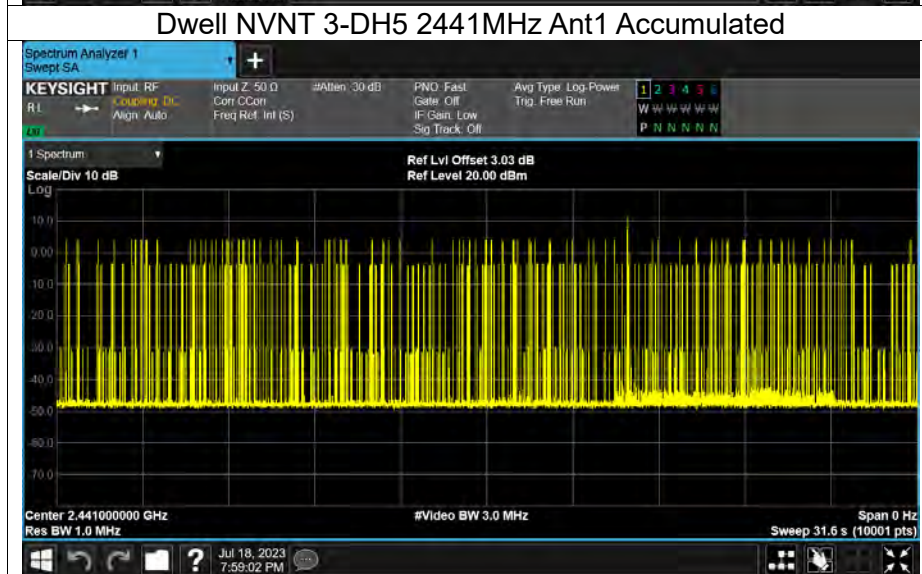 Dwell NVNT 3-DH5 2441MHz Ant1 Accumulated
Spectrum Analyzer 1
Swept SA
+
KEYSIGHT Input: RF Input Z: 50 Ω #Atten: 30 dB PNO: Fast Avg Type: Log-Power 1 2 3 4 5 6
RL Coupling: DC Corr CCorr Gate: Off Trig: Free Run W W W W W W
Align: Auto Freq Ref: Int (S) IF Gain: Low
LXI Sig Track: Off P N N N N N
1 Spectrum Ref Lvl Offset 3.03 dB
Scale/Div 10 dB Ref Level 20.00 dBm
Log
10.0
0.00
-10.0
-20.0
-30.0
-40.0
-50.0
-60.0
-70.0
Center 2.441000000 GHz #Video BW 3.0 MHz Span 0 Hz
Res BW 1.0 MHz Sweep 31.6 s (10001 pts)
? Jul 18, 2023
7:59:02 PM